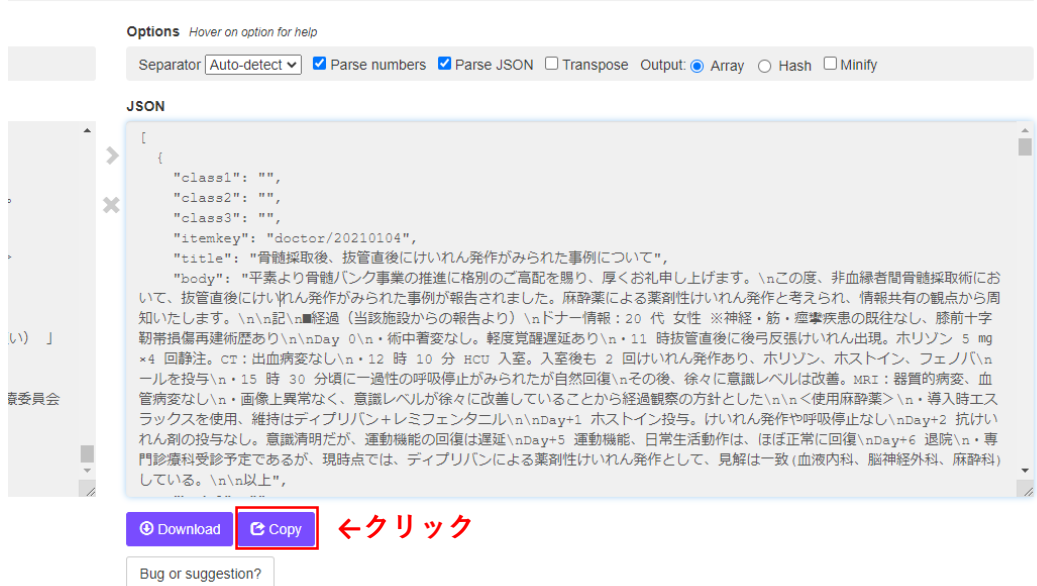 Options Hover on option for help
Separator Auto-detect Parse numbers Parse JSON Transpose Output: Array Hash Minify
JSON
[
{
"class1": "",
"class2": "",
"class3": "",
"itemkey": "doctor/20210104",
"title": "骨髄採取後、抜管直後にけいれん発作がみられた事例について",
"body": "平素より骨髄バンク事業の推進に格別のご高配を賜り、厚くお礼申し上げます。\nこの度、非血縁者間骨髄採取術にお
いて、抜管直後にけいれん発作がみられた事例が報告されました。麻酔薬による薬剤性けいれん発作と考えられ、情報共有の観点から周
知いたします。\n\n記\n■経過（当該施設からの報告より）\nドナー情報：20 代 女性 ※神経・筋・痙攣疾患の既往なし、膝前十字
靭帯損傷再建術歴あり\n\nDay 0\n・術中著変なし。軽度覚醒遅延あり\n・11 時抜管直後に後弓反張けいれん出現。ホリゾン 5 mg
×4 回静注。CT：出血病変なし\n・12 時 10 分 HCU 入室。入室後も 2 回けいれん発作あり、ホリゾン、ホストイン、フェノバ\n
ールを投与\n・15 時 30 分頃に一過性の呼吸停止がみられたが自然回復\nその後、徐々に意識レベルは改善。MRI：器質的病変、血
管病変なし\n・画像上異常なく、意識レベルが徐々に改善していることから経過観察の方針とした\n\n＜使用麻酔薬＞\n・導入時エス
ラックスを使用、維持はディプリバン＋レミフェンタニル\n\nDay+1 ホストイン投与。けいれん発作や呼吸停止なし\nDay+2 抗けい
れん剤の投与なし。意識清明だが、運動機能の回復は遅延\nDay+5 運動機能、日常生活動作は、ほぼ正常に回復\nDay+6 退院\n・専
門診療科受診予定であるが、現時点では、ディプリバンによる薬剤性けいれん発作として、見解は一致(血液内科、脳神経外科、麻酔科)
している。\n\n以上",
い） 」
療委員会
Download Copy ←クリック
Bug or suggestion?